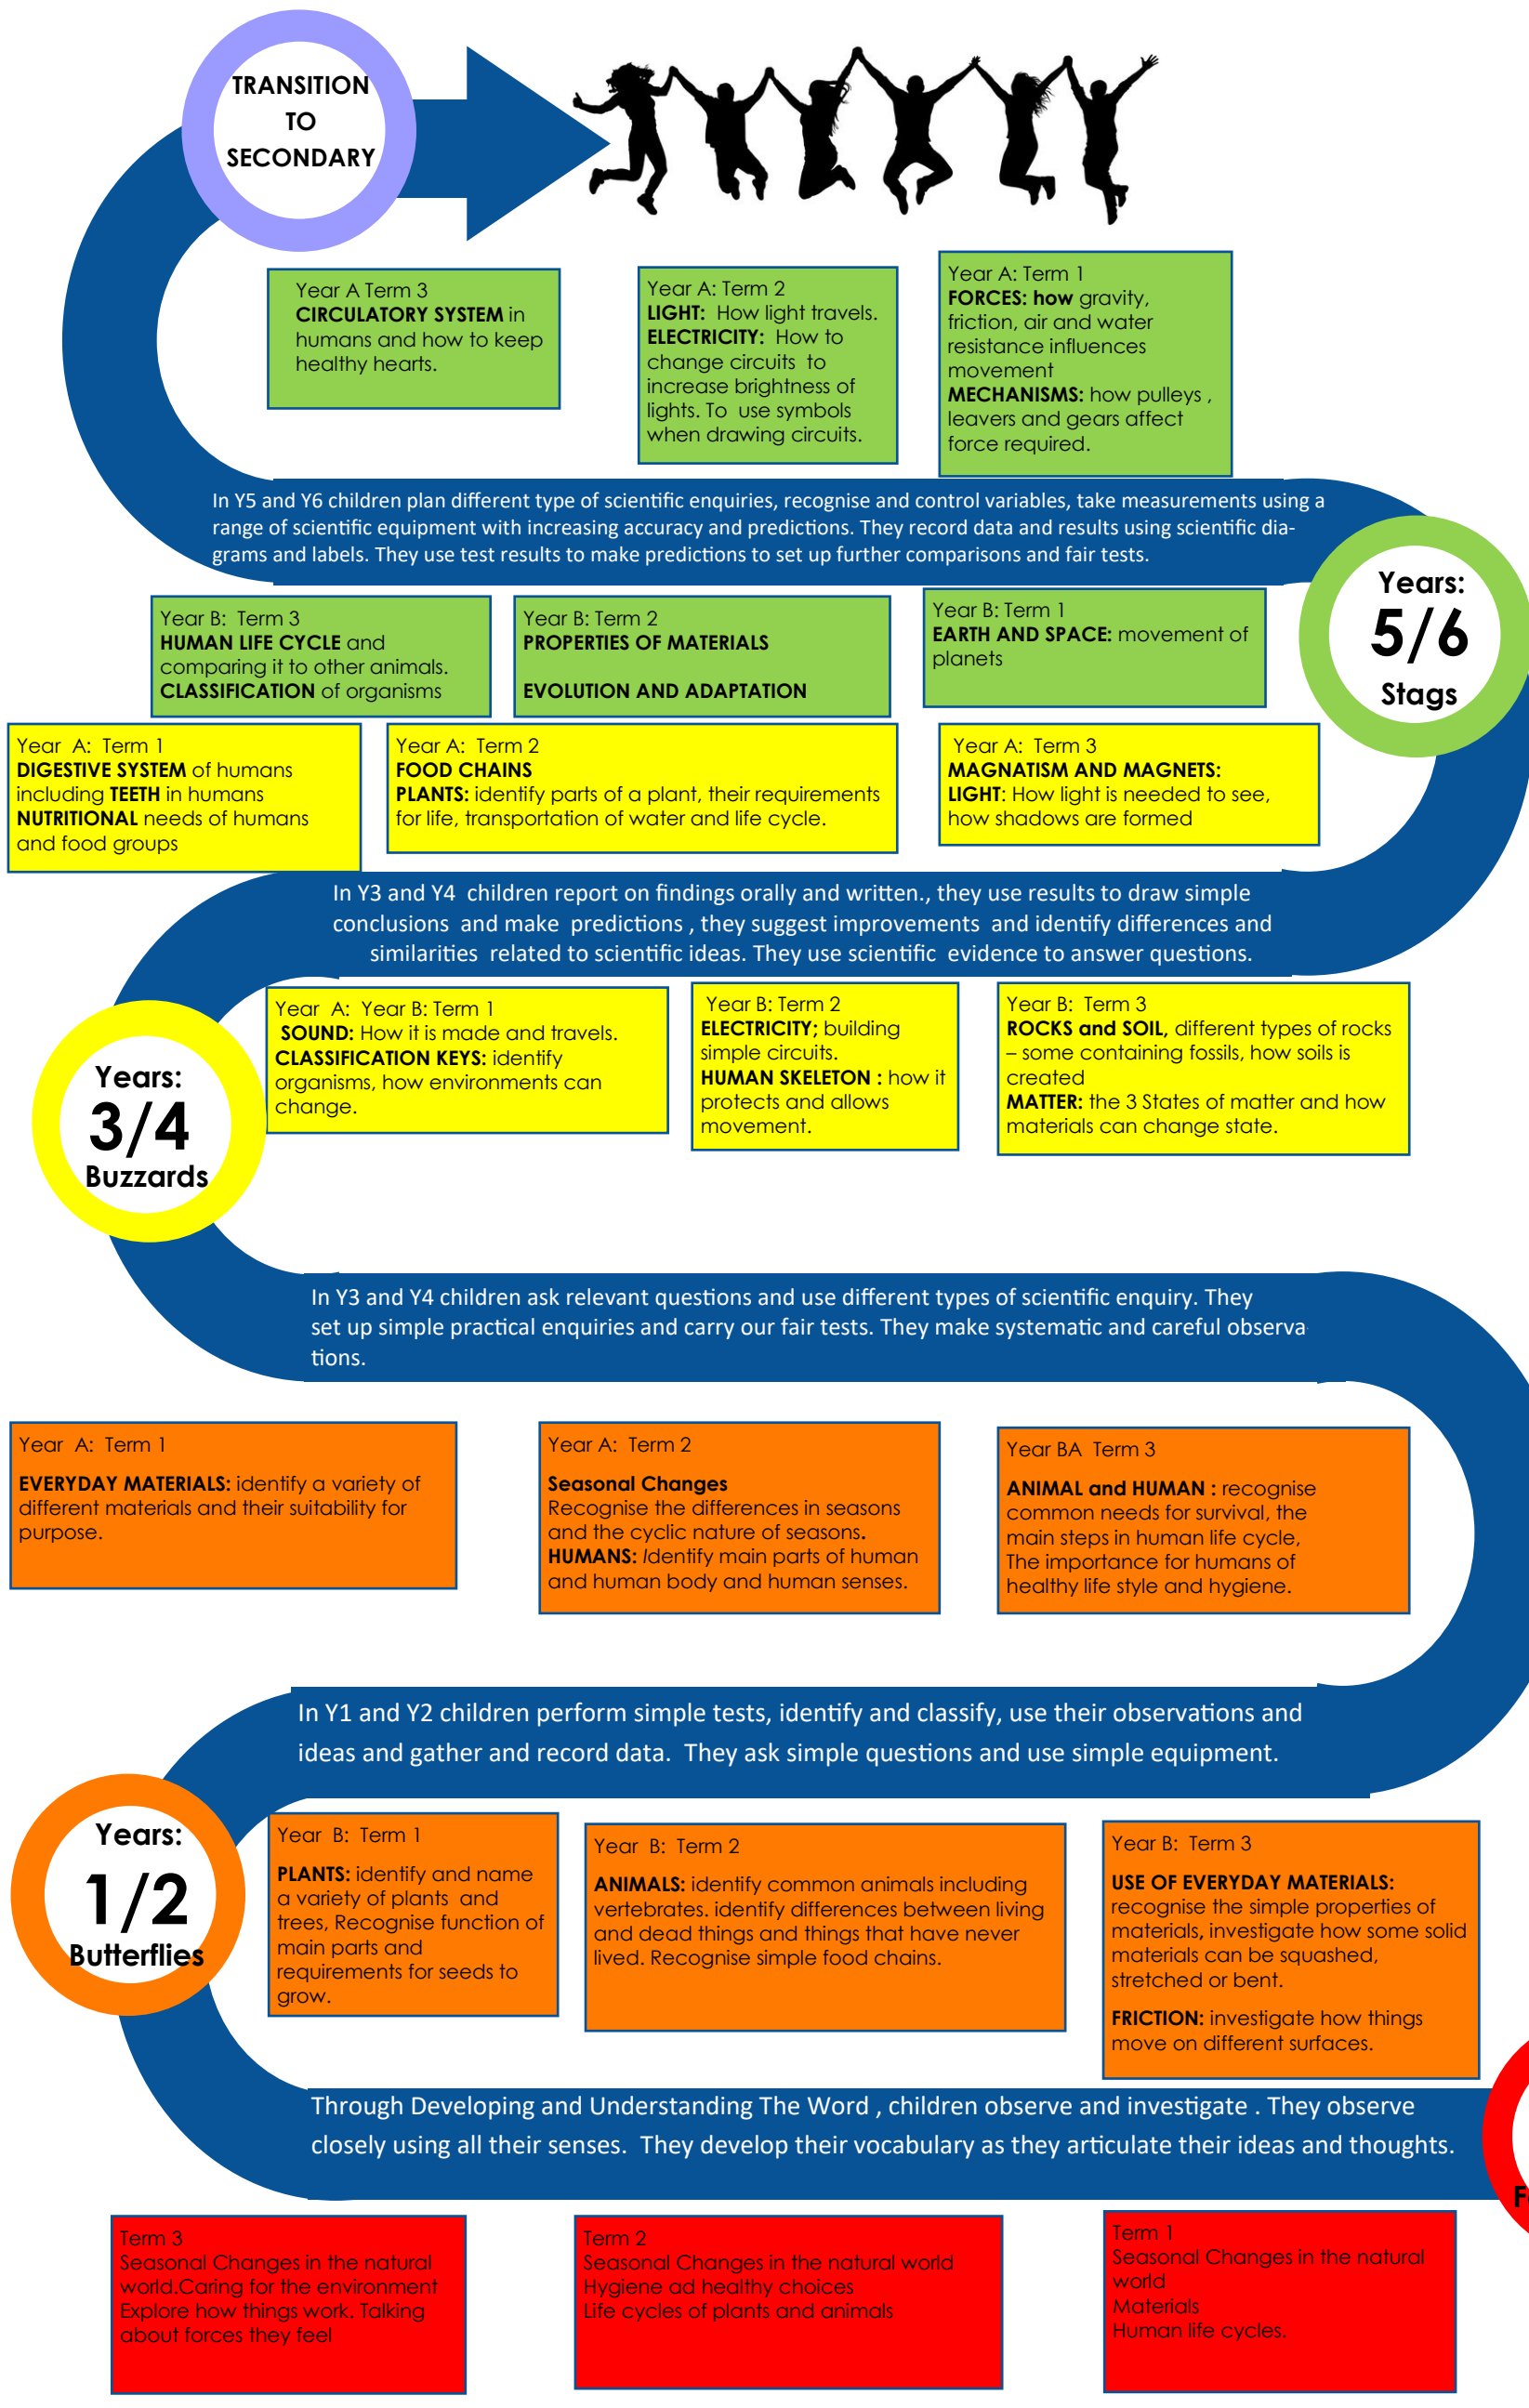 TRANSITION
TO
SECONDARY
Year A Term 3
CIRCULATORY SYSTEM in
humans and how to keep
healthy hearts.
Year A: Term 2
LIGHT: How light travels.
ELECTRICITY: How to
change circuits to
increase brightness of
lights. To use symbols
when drawing circuits.
Year A: Term 1
FORCES: how gravity,
friction, air and water
resistance influences
movement
MECHANISMS: how pulleys ,
leavers and gears affect
force required.
In Y5 and Y6 children plan different type of scientific enquiries, recognise and control variables, take measurements using a
range of scientific equipment with increasing accuracy and predictions. They record data and results using scientific dia-
grams and labels. They use test results to make predictions to set up further comparisons and fair tests.
Years:
5/6
Stags
Year B: Term 3
HUMAN LIFE CYCLE and
comparing it to other animals.
CLASSIFICATION of organisms
Year B: Term 2
PROPERTIES OF MATERIALS
EVOLUTION AND ADAPTATION
Year B: Term 1
EARTH AND SPACE: movement of
planets
Year A: Term 1
DIGESTIVE SYSTEM of humans
including TEETH in humans
NUTRITIONAL needs of humans
and food groups
Year A: Term 2
FOOD CHAINS
PLANTS: identify parts of a plant, their requirements
for life, transportation of water and life cycle.
Year A: Term 3
MAGNATISM AND MAGNETS:
LIGHT: How light is needed to see,
how shadows are formed
In Y3 and Y4 children report on findings orally and written., they use results to draw simple
conclusions and make predictions , they suggest improvements and identify differences and
similarities related to scientific ideas. They use scientific evidence to answer questions.
Years:
3/4
Buzzards
Year A: Year B: Term 1
SOUND: How it is made and travels.
CLASSIFICATION KEYS: identify
organisms, how environments can
change.
Year B: Term 2
ELECTRICITY; building
simple circuits.
HUMAN SKELETON : how it
protects and allows
movement.
Year B: Term 3
ROCKS and SOIL, different types of rocks
– some containing fossils, how soils is
created
MATTER: the 3 States of matter and how
materials can change state.
In Y3 and Y4 children ask relevant questions and use different types of scientific enquiry. They
set up simple practical enquiries and carry our fair tests. They make systematic and careful observa-
tions.
Year A: Term 1
EVERYDAY MATERIALS: identify a variety of
different materials and their suitability for
purpose.
Year A: Term 2
Seasonal Changes
Recognise the differences in seasons
and the cyclic nature of seasons.
HUMANS: Identify main parts of human
and human body and human senses.
Year BA Term 3
ANIMAL and HUMAN : recognise
common needs for survival, the
main steps in human life cycle,
The importance for humans of
healthy life style and hygiene.
In Y1 and Y2 children perform simple tests, identify and classify, use their observations and
ideas and gather and record data. They ask simple questions and use simple equipment.
Years:
1/2
Butterflies
Year B: Term 1
PLANTS: identify and name
a variety of plants and
trees, Recognise function of
main parts and
requirements for seeds to
grow.
Year B: Term 2
ANIMALS: identify common animals including
vertebrates. identify differences between living
and dead things and things that have never
lived. Recognise simple food chains.
Year B: Term 3
USE OF EVERYDAY MATERIALS:
recognise the simple properties of
materials, investigate how some solid
materials can be squashed,
stretched or bent.
FRICTION: investigate how things
move on different surfaces.
Through Developing and Understanding The Word , children observe and investigate . They observe
closely using all their senses. They develop their vocabulary as they articulate their ideas and thoughts.
Term 3
Seasonal Changes in the natural
world.Caring for the environment
Explore how things work. Talking
about forces they feel
Term 2
Seasonal Changes in the natural world
Hygiene ad healthy choices
Life cycles of plants and animals
Term 1
Seasonal Changes in the natural
world
Materials
Human life cycles.